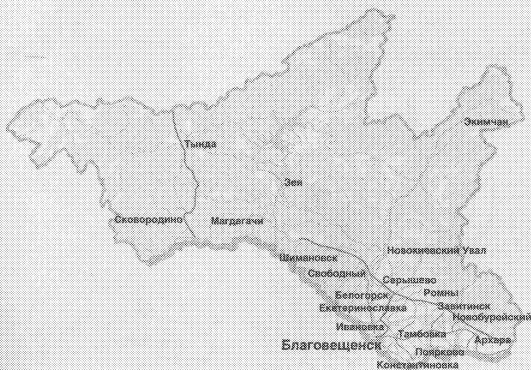 Экимчан
Тында
Зея
Сковородино
Магдагачи
Новокиевский Увал
Шимановск
Свободный
Серышево
Белогорск
Ромны
Екатеринославка
Завитинск
Новобурейский
Ивановка
Тамбовка
Архара
Благовещенск
Поярково
Константиновка